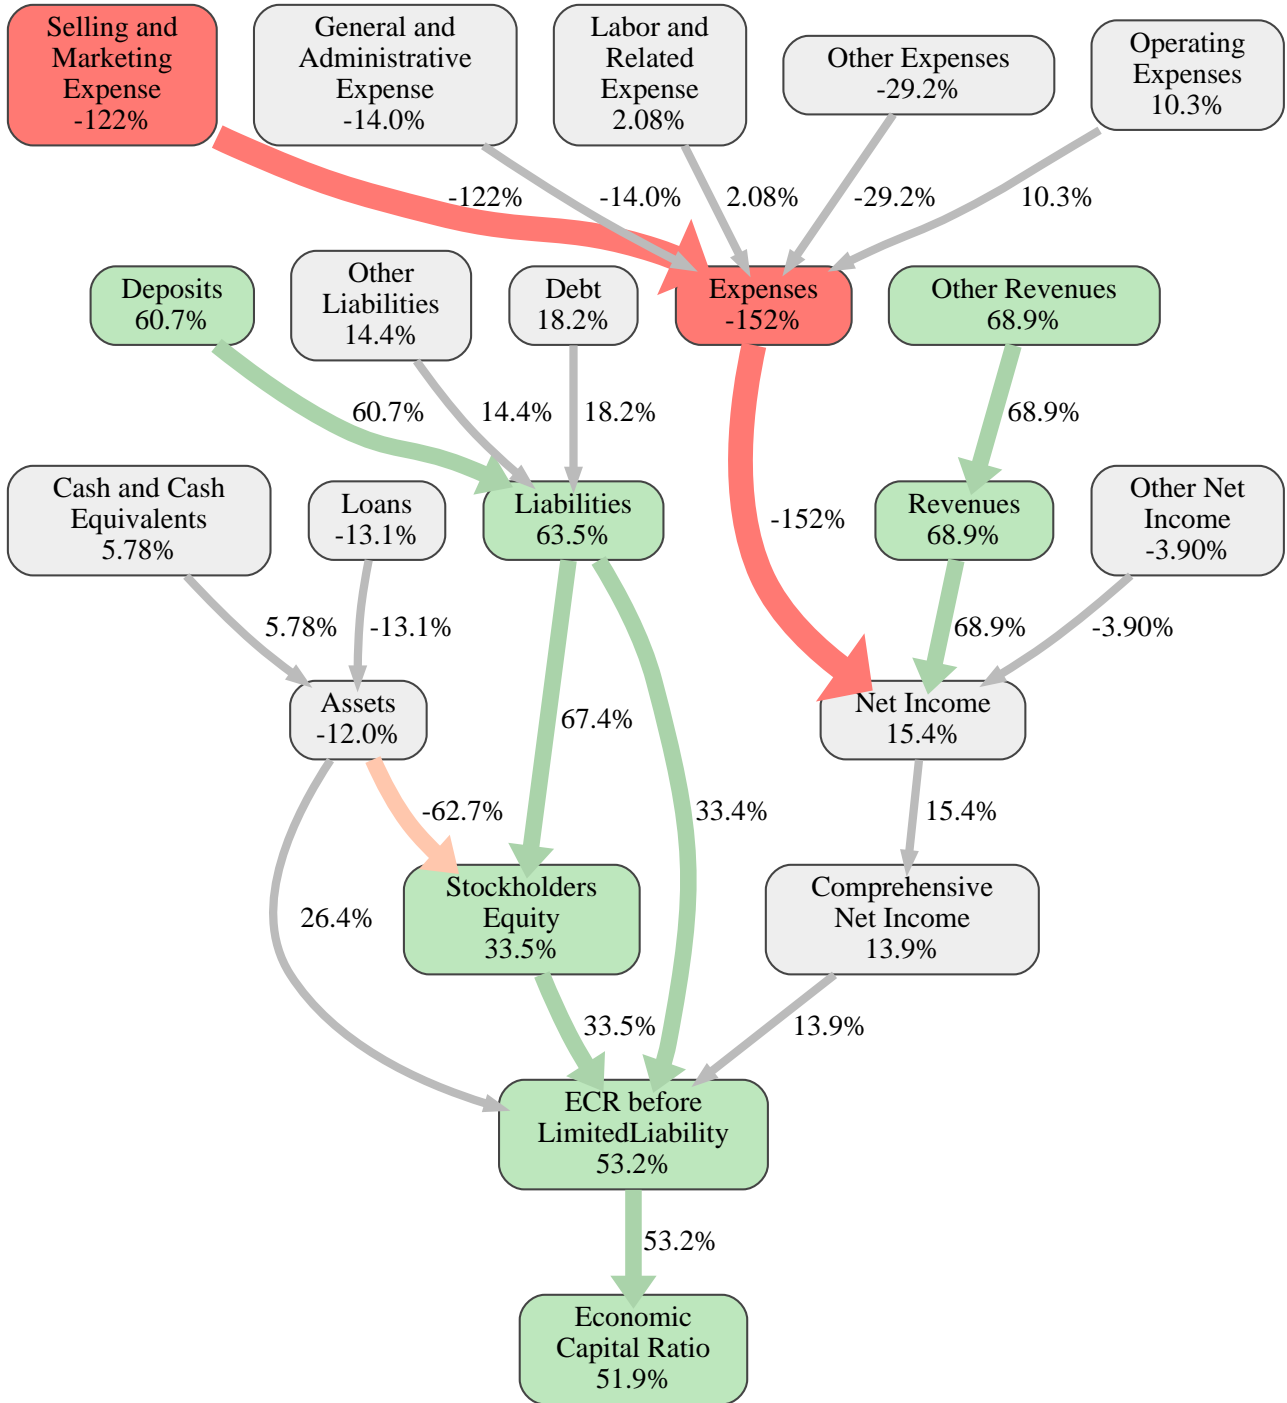 Selling and
Marketing
Expense
-122%
General and
Administrative
Expense
-14.0%
Labor and
Related
Expense
2.08%
Other Expenses
-29.2%
Operating
Expenses
10.3%
-122%
-14.0%
2.08%
-29.2%
10.3%
Deposits
60.7%
Other
Liabilities
14.4%
Debt
18.2%
Expenses
-152%
Other Revenues
68.9%
60.7%
14.4%
18.2%
68.9%
Cash and Cash
Equivalents
5.78%
Loans
-13.1%
Liabilities
63.5%
-152%
Revenues
68.9%
Other Net
Income
-3.90%
5.78%
-13.1%
68.9%
-3.90%
Assets
-12.0%
67.4%
Net Income
15.4%
-62.7%
33.4%
15.4%
26.4%
Stockholders
Equity
33.5%
Comprehensive
Net Income
13.9%
33.5%
13.9%
ECR before
LimitedLiability
53.2%
53.2%
Economic
Capital Ratio
51.9%